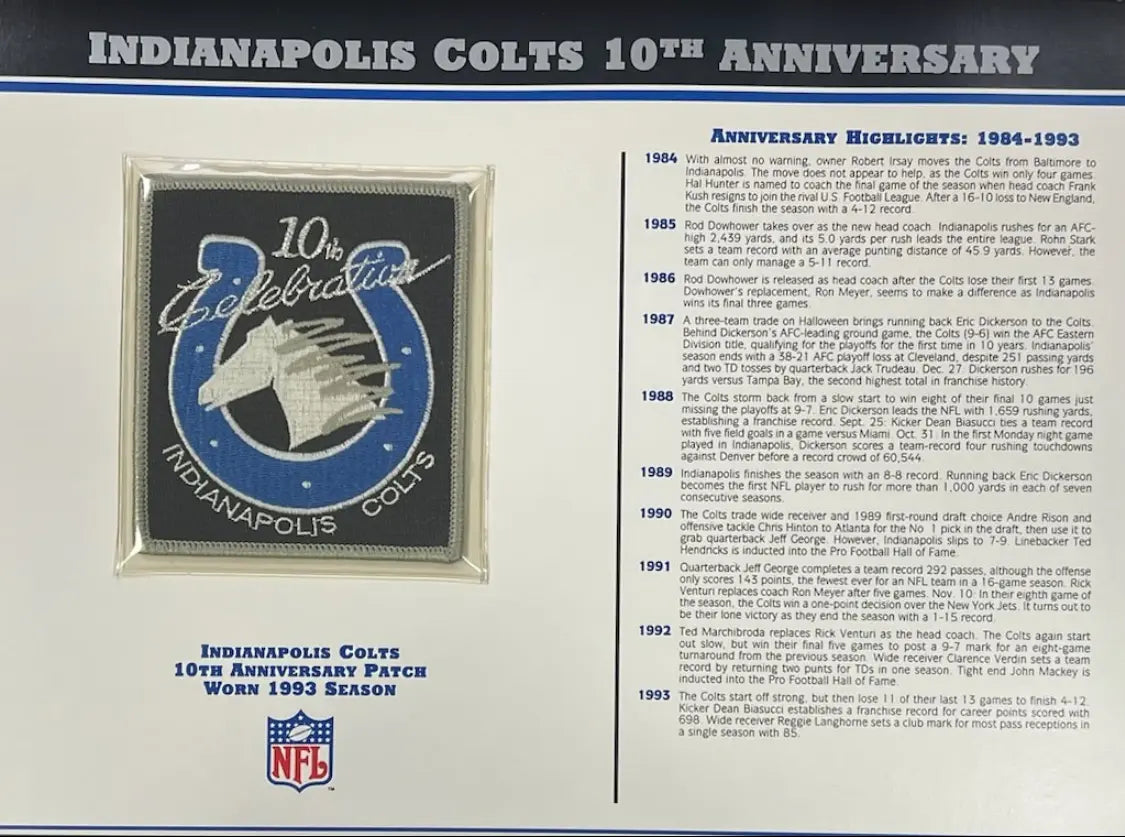 INDIANAPOLIS COLTS 10TH ANNIVERSARY
10th
Celebration
INDIANAPOLIS COLTS
INDIANAPOLIS COLTS
10TH ANNIVERSARY PATCH
WORN 1993 SEASON
NFL
ANNIVERSARY HIGHLIGHTS: 1984-1993
1984 With almost no warning, owner Robert Irsay moves the Colts from Baltimore to
Indianapolis. The move does not appear to help, as the Colts win only four games.
Hal Hunter is named to coach the final game of the season when head coach Frank
Kush resigns to join the rival U.S. Football League. After a 16-10 loss to New England,
the Colts finish the season with a 4-12 record.
1985 Rod Dowhower takes over as the new head coach. Indianapolis rushes for an AFC-
high 2,439 yards, and its 5.0 yards per rush leads the entire league. Rohn Stark
sets a team record with an average punting distance of 45.9 yards. However, the
team can only manage a 5-11 record.
1986 Rod Dowhower is released as head coach after the Colts lose their first 13 games.
Dowhower's replacement, Ron Meyer, seems to make a difference as Indianapolis
wins its final three games.
1987 A three-team trade on Halloween brings running back Eric Dickerson to the Colts.
Behind Dickerson's AFC-leading ground game, the Colts (9-6) win the AFC Eastern
Division title, qualifying for the playoffs for the first time in 10 years. Indianapolis'
season ends with a 38-21 AFC playoff loss at Cleveland, despite 251 passing yards
and two TD tosses by quarterback Jack Trudeau. Dec. 27: Dickerson rushes for 196
yards versus Tampa Bay, the second highest total in franchise history.
1988 The Colts storm back from a slow start to win eight of their final 10 games just
missing the playoffs at 9-7. Eric Dickerson leads the NFL with 1,659 rushing yards,
establishing a franchise record. Sept. 25: Kicker Dean Biasucci ties a team record
with five field goals in a game versus Miami. Oct. 31: In the first Monday night game
played in Indianapolis, Dickerson scores a team-record four rushing touchdowns
against Denver before a record crowd of 60,544.
1989 Indianapolis finishes the season with an 8-8 record. Running back Eric Dickerson
becomes the first NFL player to rush for more than 1,000 yards in each of seven
consecutive seasons.
1990 The Colts trade wide receiver and 1989 first-round draft choice Andre Rison and
offensive tackle Chris Hinton to Atlanta for the No. 1 pick in the draft, then use it to
grab quarterback Jeff George. However, Indianapolis slips to 7-9. Linebacker Ted
Hendricks is inducted into the Pro Football Hall of Fame.
1991 Quarterback Jeff George completes a team record 292 passes, although the offense
only scores 143 points, the fewest ever for an NFL team in a 16-game season. Rick
Venturi replaces coach Ron Meyer after five games. Nov. 10: In their eighth game of
the season, the Colts win a one-point decision over the New York Jets. It turns out to
be their lone victory as they end the season with a 1-15 record.
1992 Ted Marchibroda replaces Rick Venturi as the head coach. The Colts again start
out slow, but win their final five games to post a 9-7 mark for an eight-game
turnaround from the previous season. Wide receiver Clarence Verdin sets a team
record by returning two punts for TDs in one season. Tight end John Mackey is
inducted into the Pro Football Hall of Fame.
1993 The Colts start off strong, but then lose 11 of their last 13 games to finish 4-12.
Kicker Dean Biasucci establishes a franchise record for career points scored with
698. Wide receiver Reggie Langhorne sets a club mark for most pass receptions in
a single season with 85.